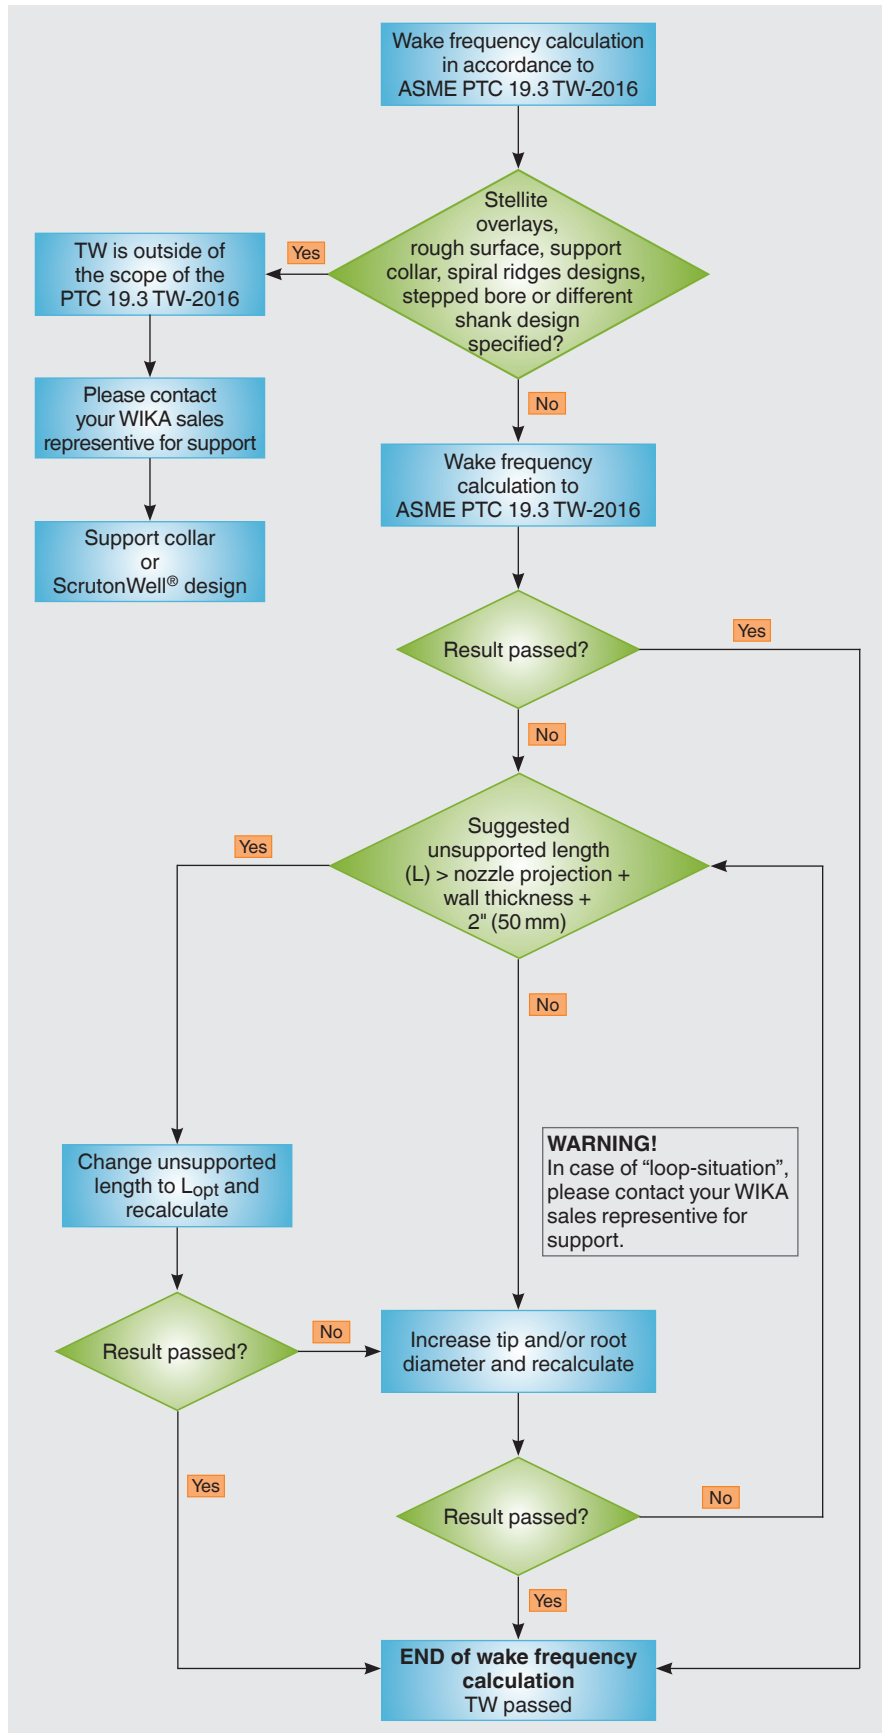 Wake frequency calculation
in accordance to
ASME PTC 19.3 TW-2016
Stellite
overlays,
rough surface, support
collar, spiral ridges designs,
stepped bore or different
shank design
specified?
Yes
TW is outside of
the scope of the
PTC 19.3 TW-2016
Please contact
your WIKA sales
representive for support
Support collar
or
ScrutonWell® design
No
Wake frequency
calculation to
ASME PTC 19.3 TW-2016
Result passed?
Yes
No
Suggested
unsupported length
(L) > nozzle projection +
wall thickness +
2" (50 mm)
Yes
No
WARNING!
In case of “loop-situation”,
please contact your WIKA
sales representive for
support.
Change unsupported
length to Lopt and
recalculate
Result passed?
No
Increase tip and/or root
diameter and recalculate
Yes
Result passed?
No
Yes
END of wake frequency
calculation
TW passed